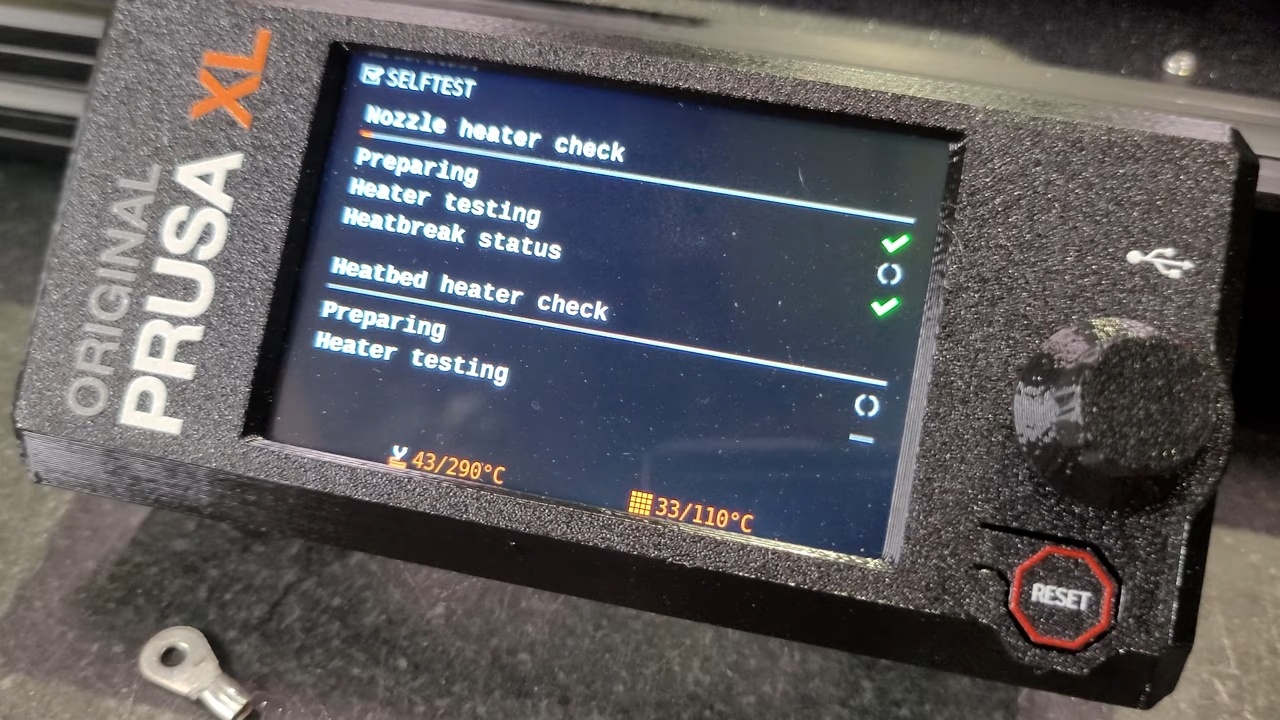 ORIGINAL
PRUSA XL
SELFTEST
Nozzle heater check
Preparing
Heater testing
Heatbreak status
Heatbed heater check
Preparing
Heater testing
43/290°C
33/110°C
RESET